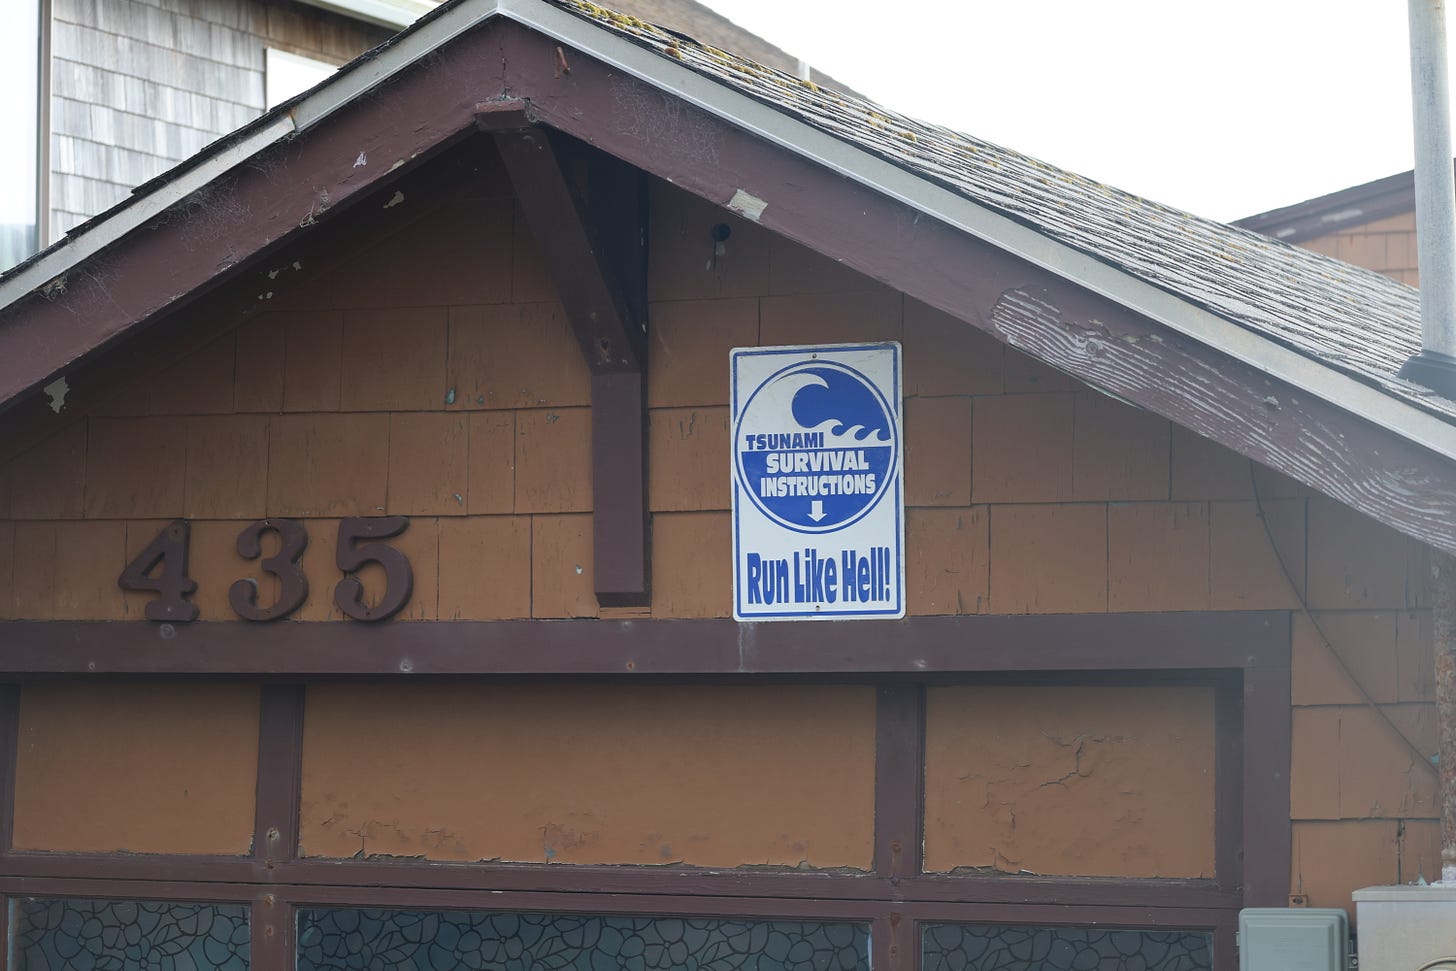 435
TSUNAMI
SURVIVAL
INSTRUCTIONS
Run Like Hell!